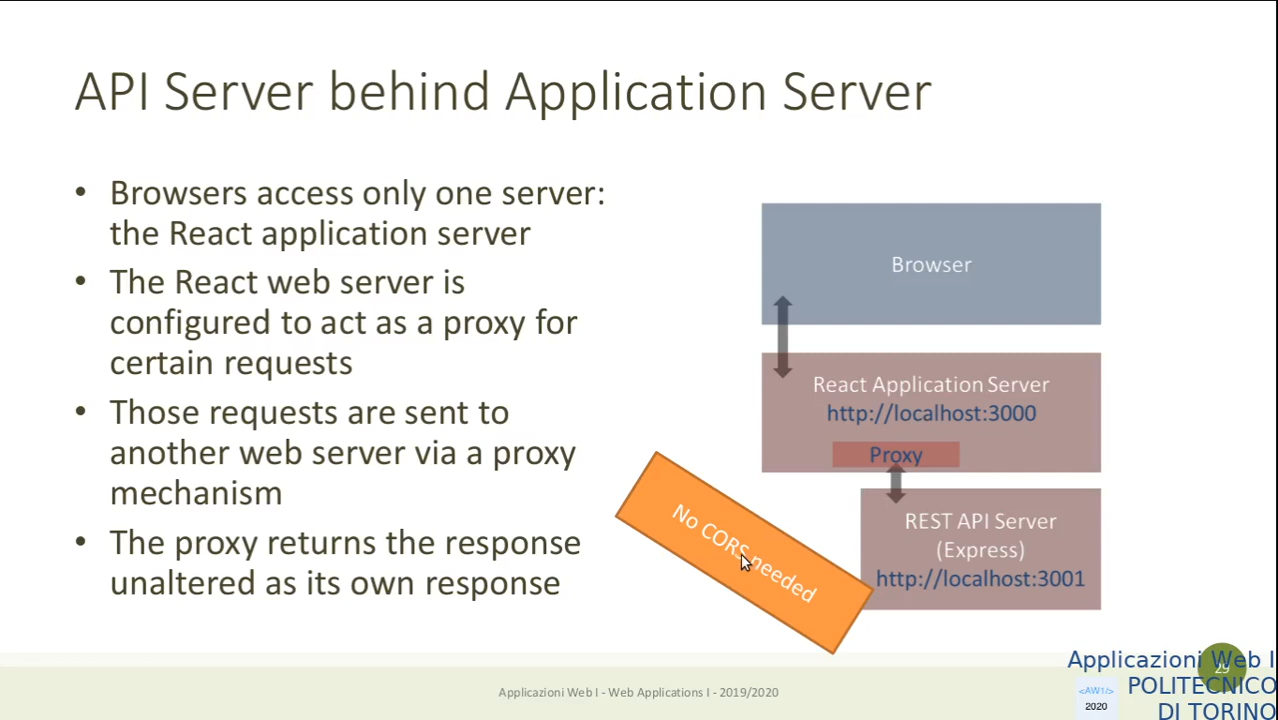 API Server behind Application Server
• Browsers access only one server:
the React application server
• The React web server is
configured to act as a proxy for
certain requests
• Those requests are sent to
another web server via a proxy
mechanism
• The proxy returns the response
unaltered as its own response
Browser
React Application Server
http://localhost:3000
Proxy
REST API Server
(Express)
http://localhost:3001
No CORS needed
Applicazioni Web I - Web Applications I - 2019/2020
29
Applicazioni Web I
POLITECNICO
DI TORINO
<AW1/>
2020